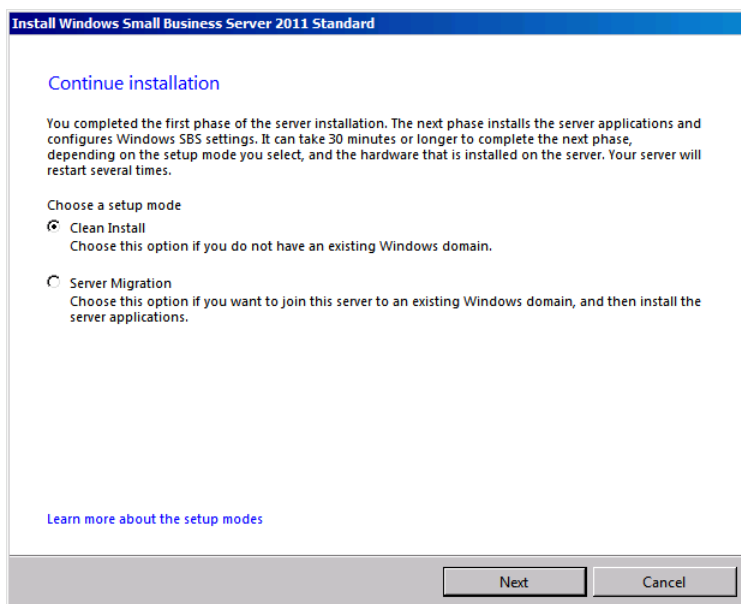 Install Windows Small Business Server 2011 Standard
Continue installation
You completed the first phase of the server installation. The next phase installs the server applications and
configures Windows SBS settings. It can take 30 minutes or longer to complete the next phase,
depending on the setup mode you select, and the hardware that is installed on the server. Your server will
restart several times.
Choose a setup mode
Clean Install
Choose this option if you do not have an existing Windows domain.
Server Migration
Choose this option if you want to join this server to an existing Windows domain, and then install the
server applications.
Learn more about the setup modes
Next
Cancel